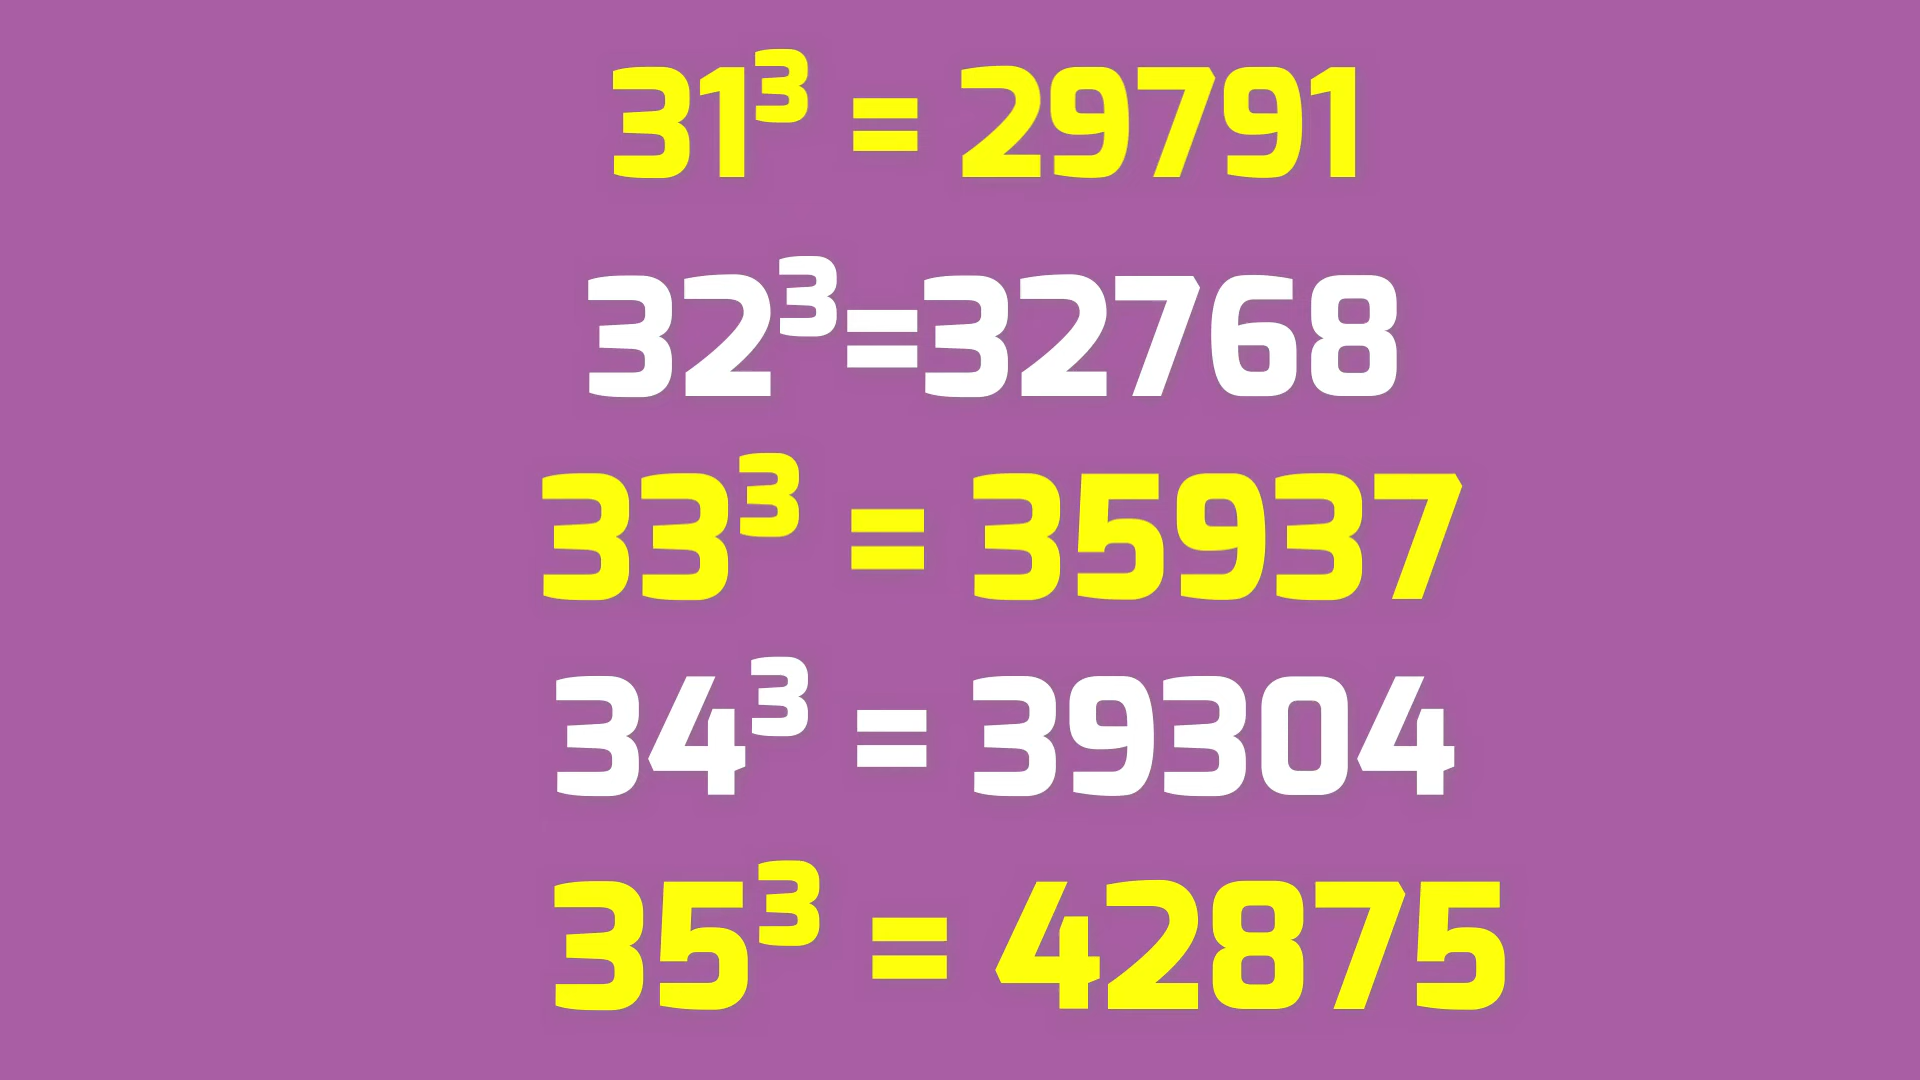 31³ = 29791
32³=32768
33³ = 35937
34³ = 39304
35³ = 42875